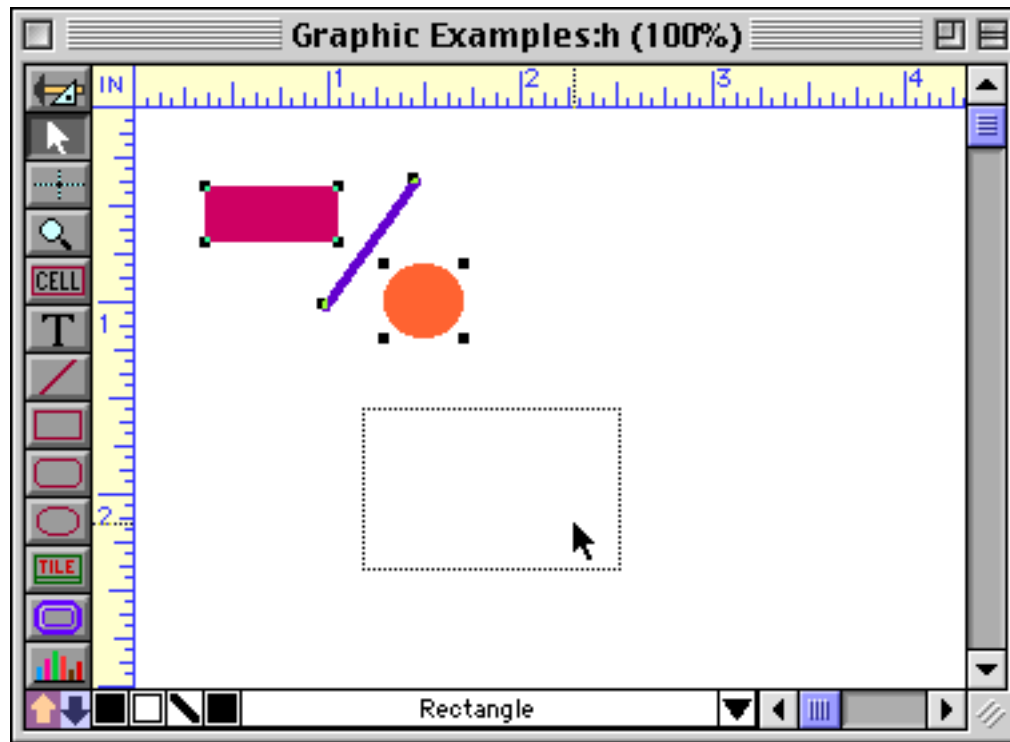 Graphic Examples:h (100%)
IN
1
2
3
4
CELL
T
1
2
TILE
Rectangle